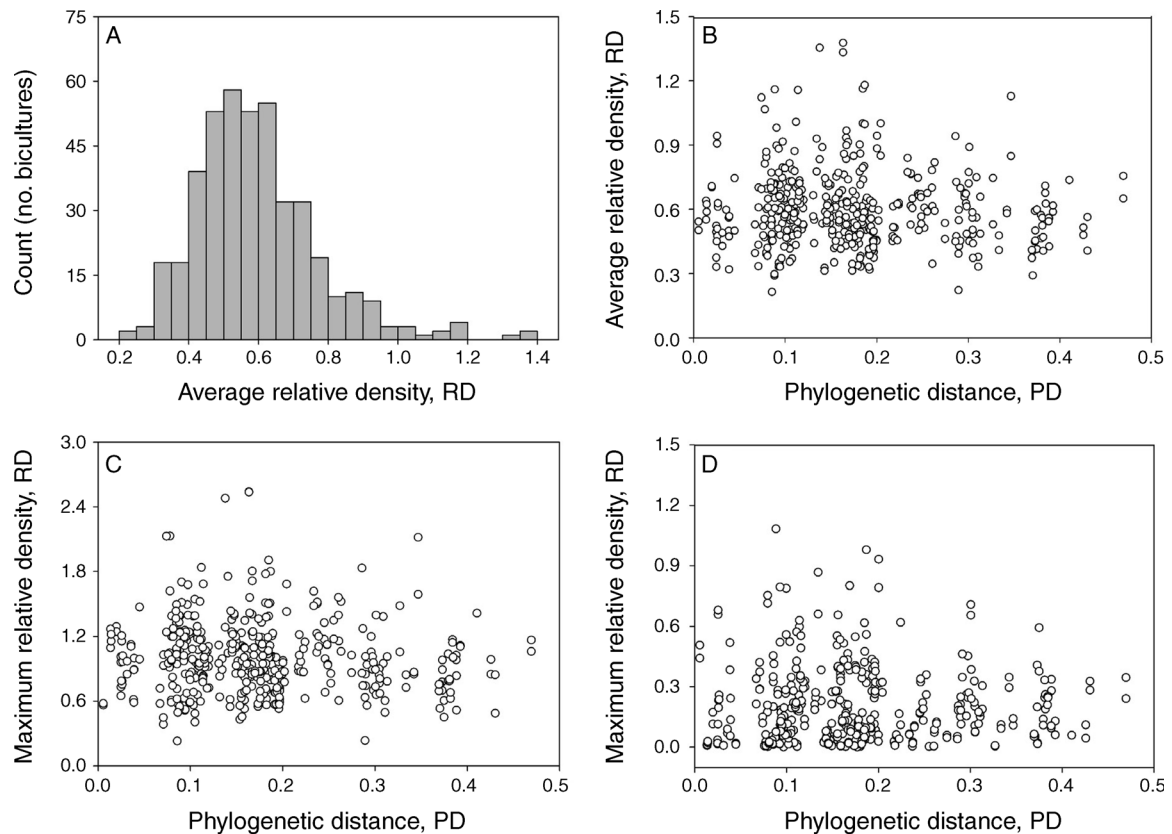 A
75
60
45
30
15
0
0.2 0.4 0.6 0.8 1.0 1.2 1.4
Count (no. bicultures)
Average relative density, RD
B
1.5
1.2
0.9
0.6
0.3
0.0
0.0 0.1 0.2 0.3 0.4 0.5
Average relative density, RD
Phylogenetic distance, PD
C
3.0
2.4
1.8
1.2
0.6
0.0
0.0 0.1 0.2 0.3 0.4 0.5
Maximum relative density, RD
Phylogenetic distance, PD
D
1.5
1.2
0.9
0.6
0.3
0.0
0.0 0.1 0.2 0.3 0.4 0.5
Maximum relative density, RD
Phylogenetic distance, PD